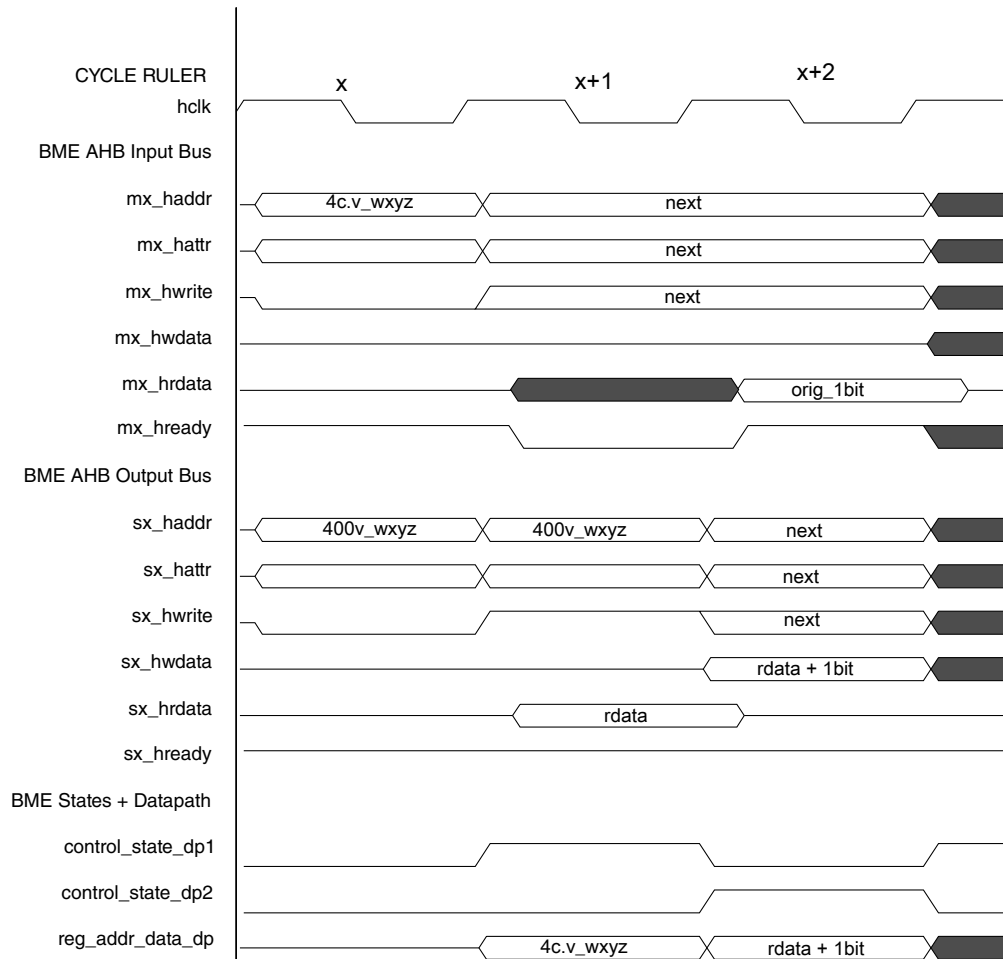 CYCLE RULER x x+1 x+2
hclk
BME AHB Input Bus
mx_haddr 4c.v_wxyz next
mx_hattr next
mx_hwrite next
mx_hwdata
mx_hrdata orig_1bit
mx_hready
BME AHB Output Bus
sx_haddr 400v_wxyz 400v_wxyz next
sx_hattr next
sx_hwrite next
sx_hwdata rdata + 1bit
sx_hrdata rdata
sx_hready
BME States + Datapath
control_state_dp1
control_state_dp2
reg_addr_data_dp 4c.v_wxyz rdata + 1bit